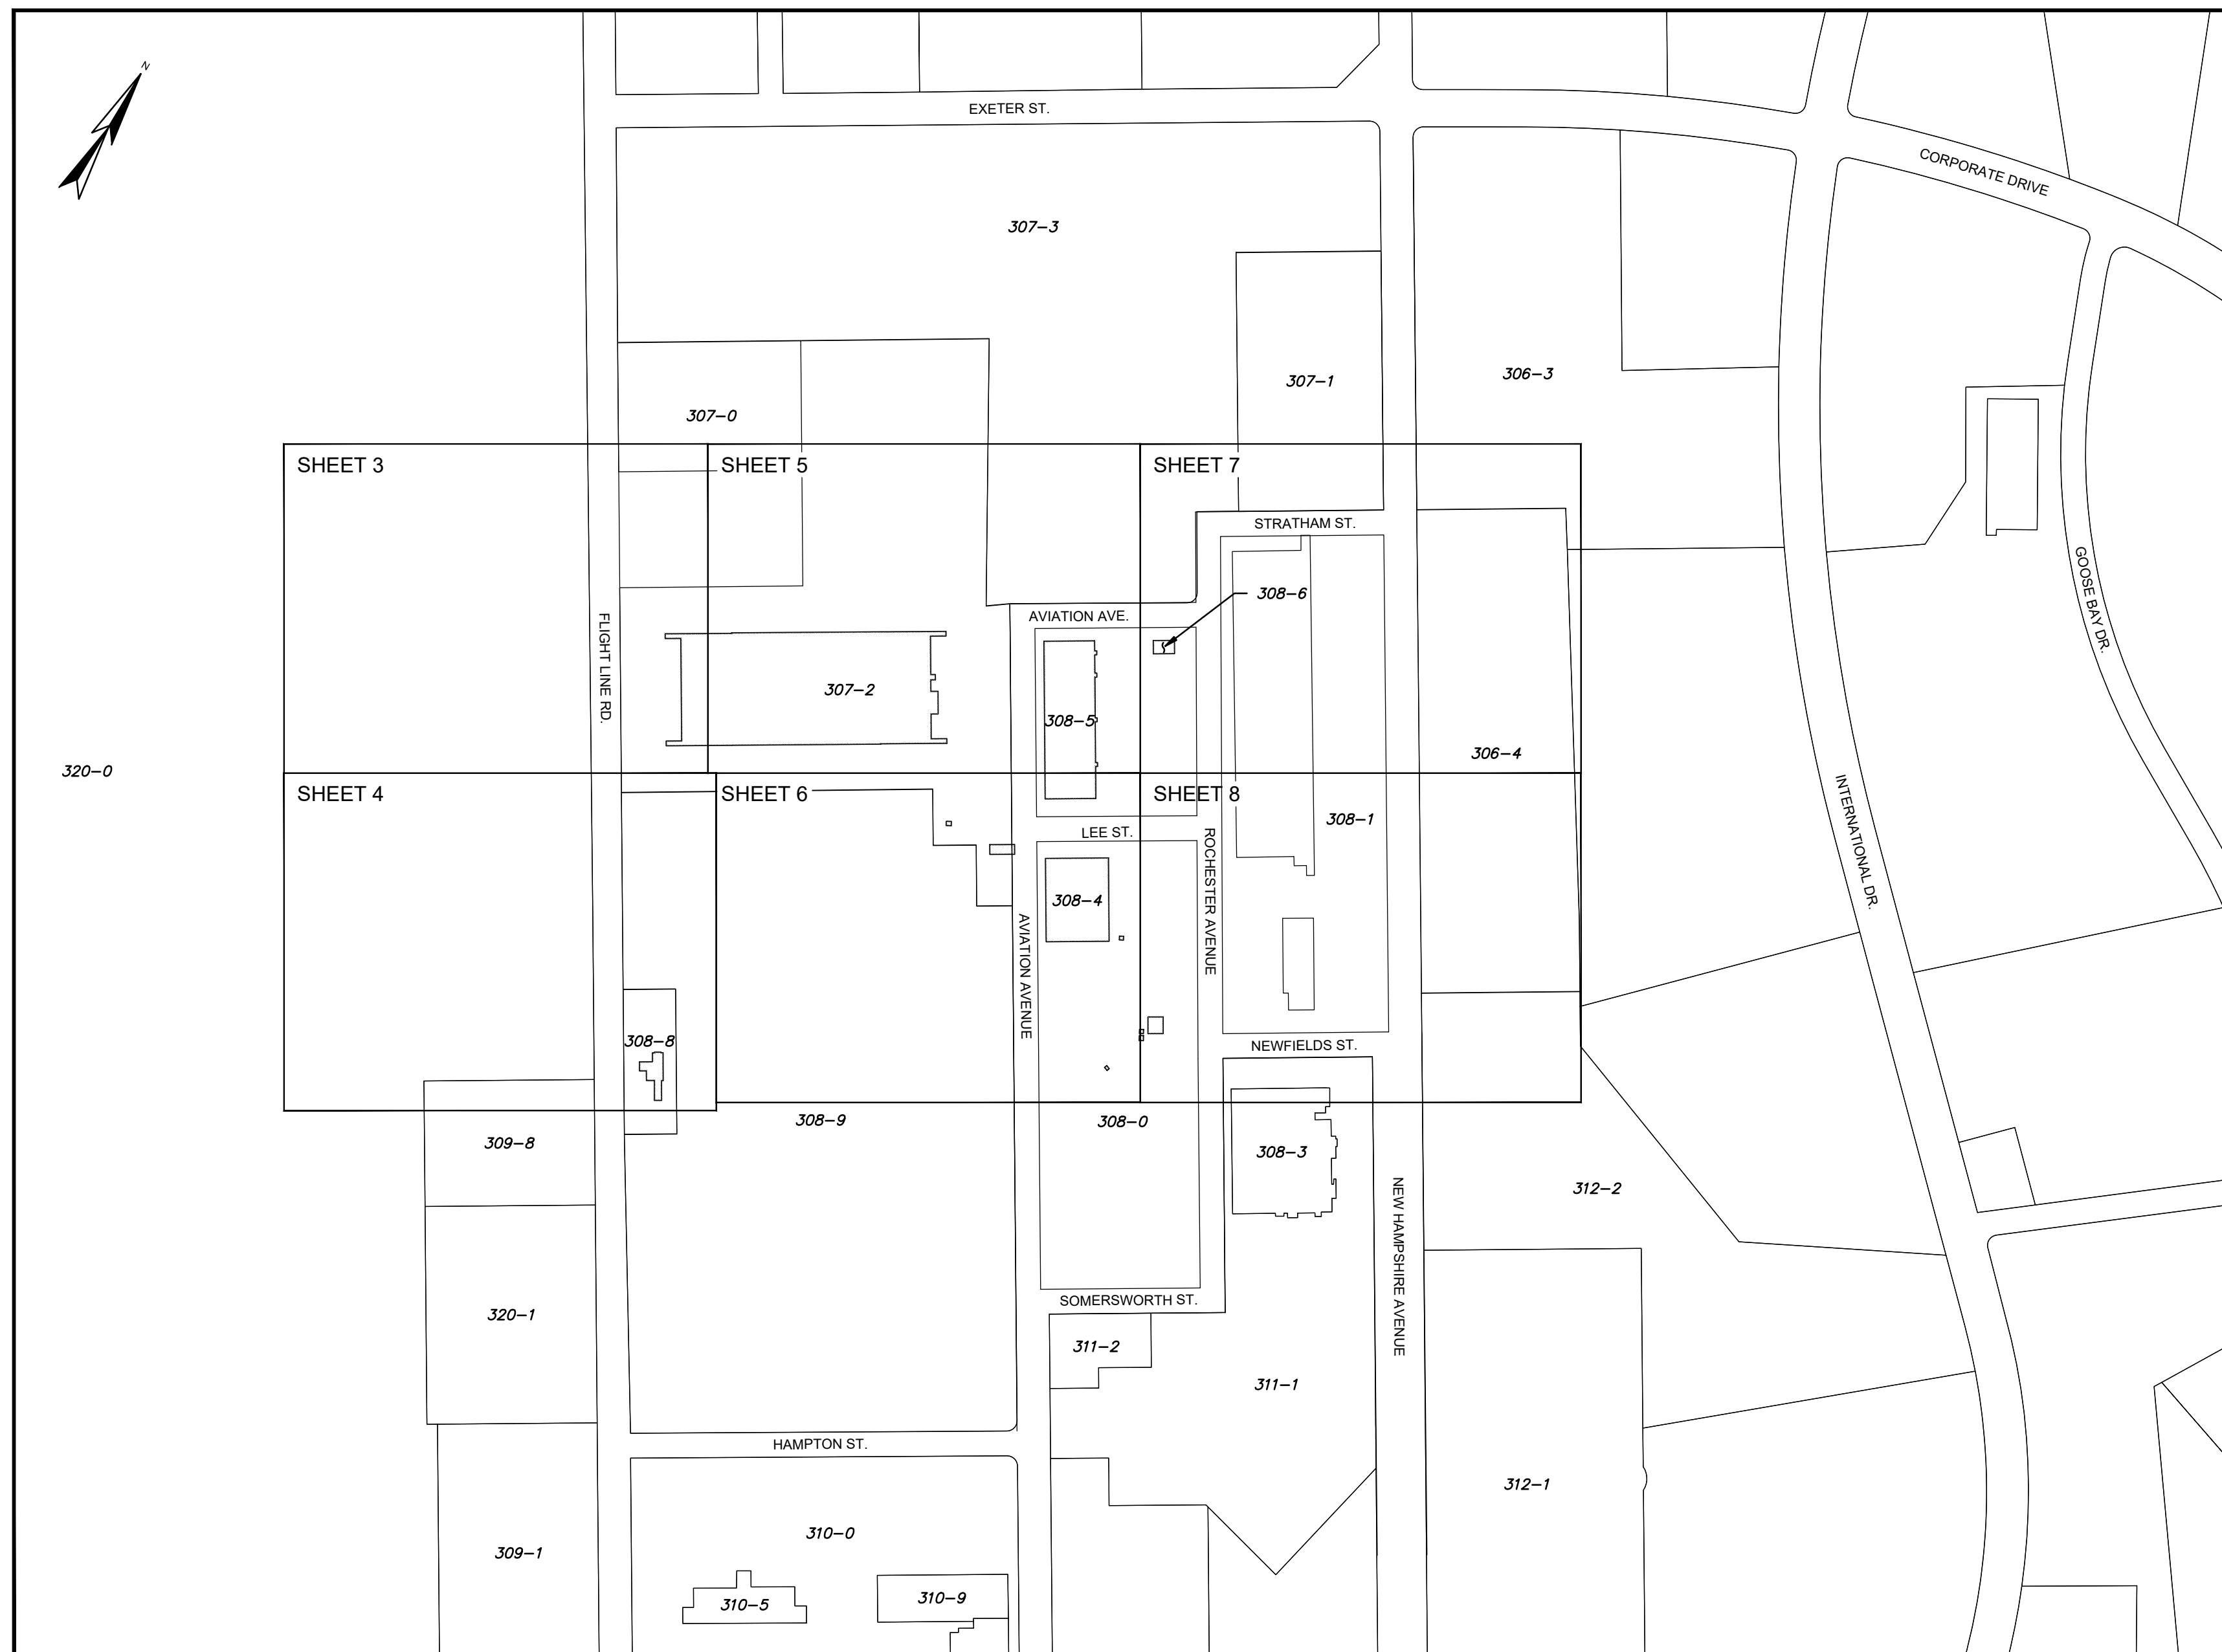 N
EXETER ST.
CORPORATE DRIVE
307-3
307-1
306-3
307-0
SHEET 3
SHEET 5
SHEET 7
STRATHAM ST.
308-6
GOOSE BAY DR.
AVIATION AVE.
FLIGHT LINE RD.
307-2
308-5
306-4
320-0
SHEET 4
SHEET 6
SHEET 8
308-1
LEE ST.
INTERNATIONAL DR.
ROCHESTER AVENUE
308-4
AVIATION AVENUE
308-8
NEWFIELDS ST.
308-9
308-0
309-8
308-3
312-2
NEW HAMPSHIRE AVENUE
SOMERSWORTH ST.
320-1
311-2
311-1
HAMPTON ST.
312-1
310-0
309-1
310-9
310-5